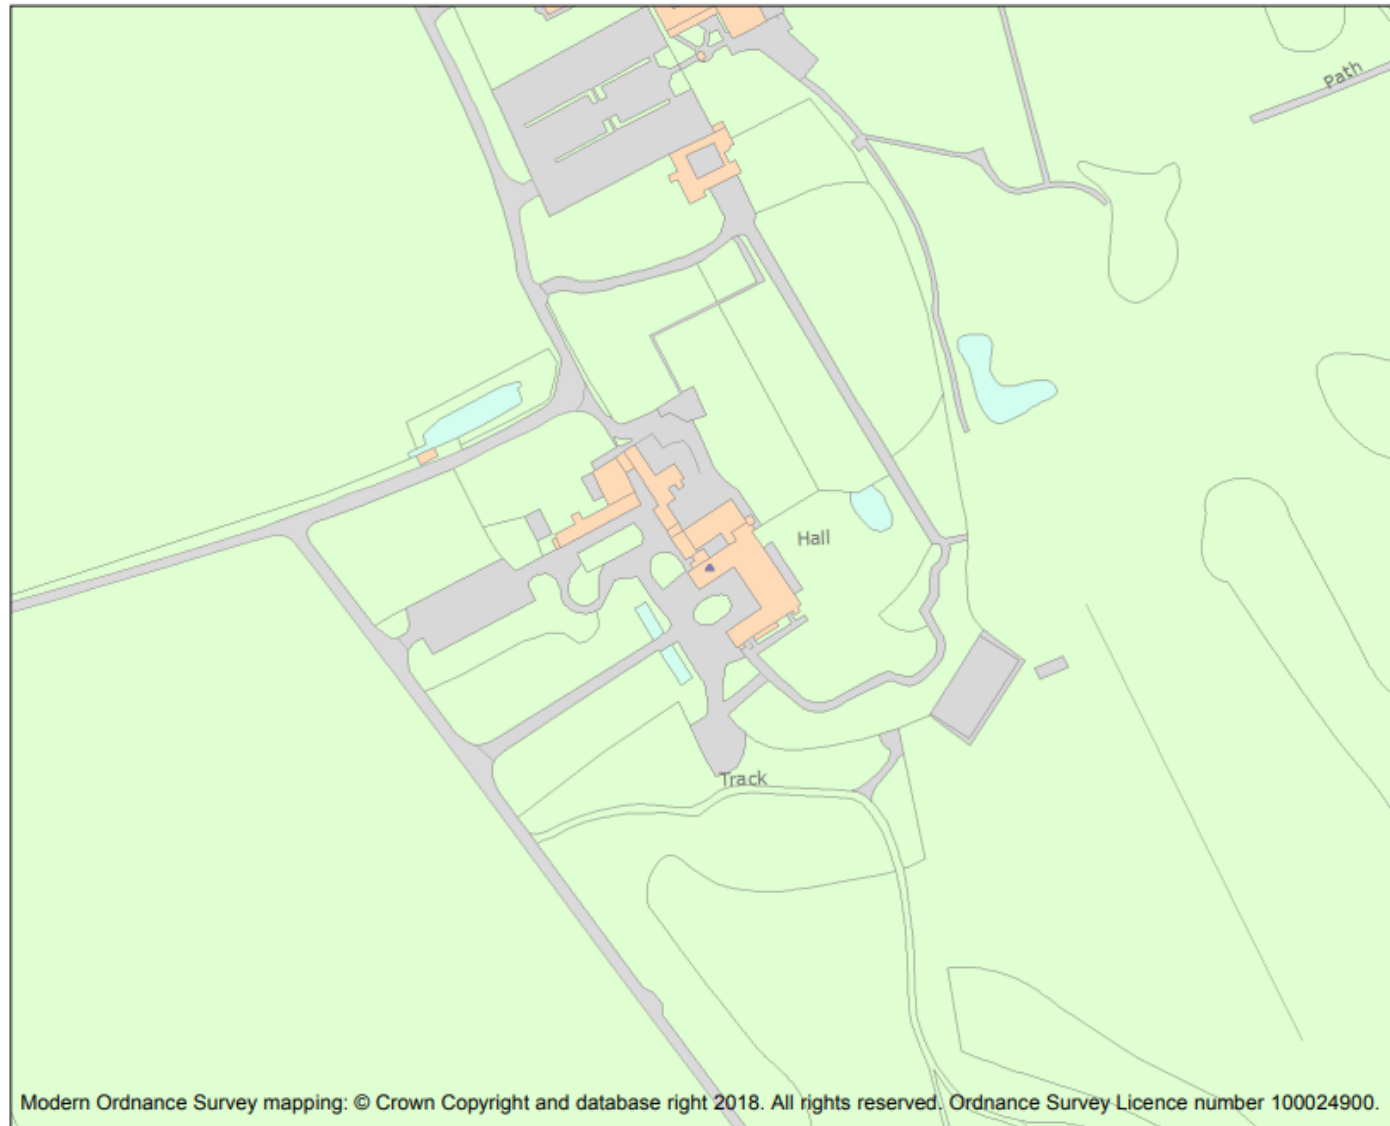 Path
Hall
Track
Modern Ordnance Survey mapping: © Crown Copyright and database right 2018. All rights reserved. Ordnance Survey Licence number 100024900.